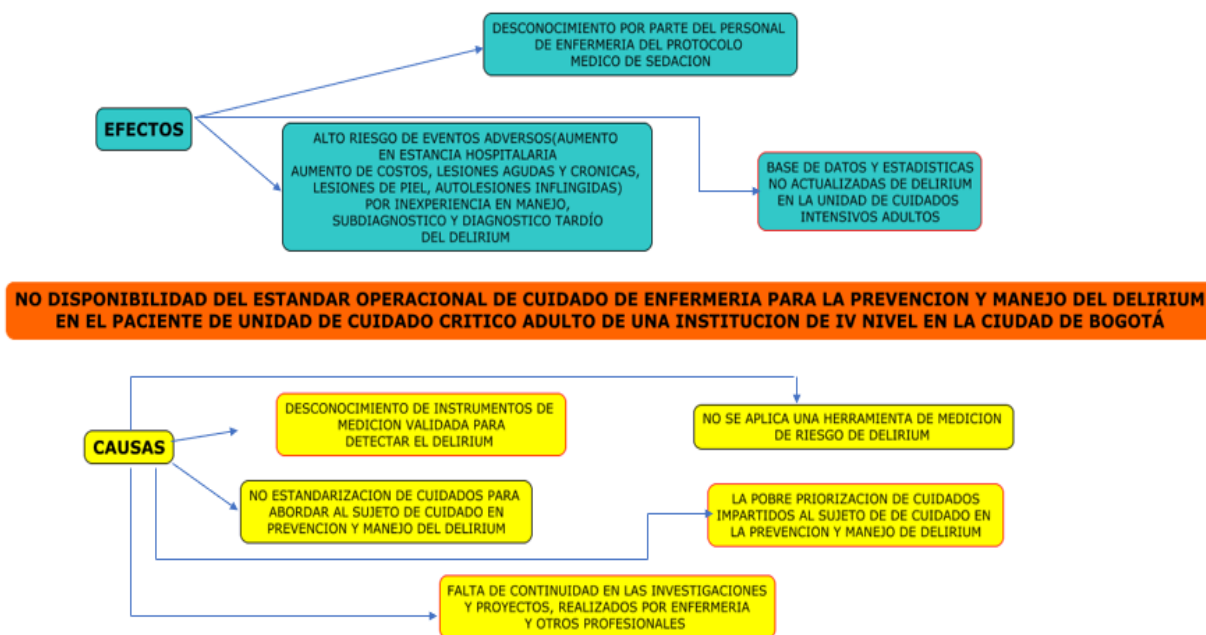 DESCONOCIMIENTO POR PARTE DEL PERSONAL
DE ENFERMERIA DEL PROTOCOLO
MEDICO DE SEDACION
EFECTOS
ALTO RIESGO DE EVENTOS ADVERSOS(AUMENTO
EN ESTANCIA HOSPITALARIA
AUMENTO DE COSTOS, LESIONES AGUDAS Y CRONICAS,
LESIONES DE PIEL, AUTOLESIONES INFLINGIDAS)
POR INEXPERIENCIA EN MANEJO,
SUBDIAGNOSTICO Y DIAGNOSTICO TARDÍO
DEL DELIRIUM
BASE DE DATOS Y ESTADISTICAS
NO ACTUALIZADAS DE DELIRIUM
EN LA UNIDAD DE CUIDADOS
INTENSIVOS ADULTOS
NO DISPONIBILIDAD DEL ESTANDAR OPERACIONAL DE CUIDADO DE ENFERMERIA PARA LA PREVENCION Y MANEJO DEL DELIRIUM
EN EL PACIENTE DE UNIDAD DE CUIDADO CRITICO ADULTO DE UNA INSTITUCION DE IV NIVEL EN LA CIUDAD DE BOGOTÁ
DESCONOCIMIENTO DE INSTRUMENTOS DE
MEDICION VALIDADA PARA
DETECTAR EL DELIRIUM
NO SE APLICA UNA HERRAMIENTA DE MEDICION
DE RIESGO DE DELIRIUM
CAUSAS
NO ESTANDARIZACION DE CUIDADOS PARA
ABORDAR AL SUJETO DE CUIDADO EN
PREVENCION Y MANEJO DEL DELIRIUM
LA POBRE PRIORIZACION DE CUIDADOS
IMPARTIDOS AL SUJETO DE DE CUIDADO EN
LA PREVENCION Y MANEJO DE DELIRIUM
FALTA DE CONTINUIDAD EN LAS INVESTIGACIONES
Y PROYECTOS, REALIZADOS POR ENFERMERIA
Y OTROS PROFESIONALES